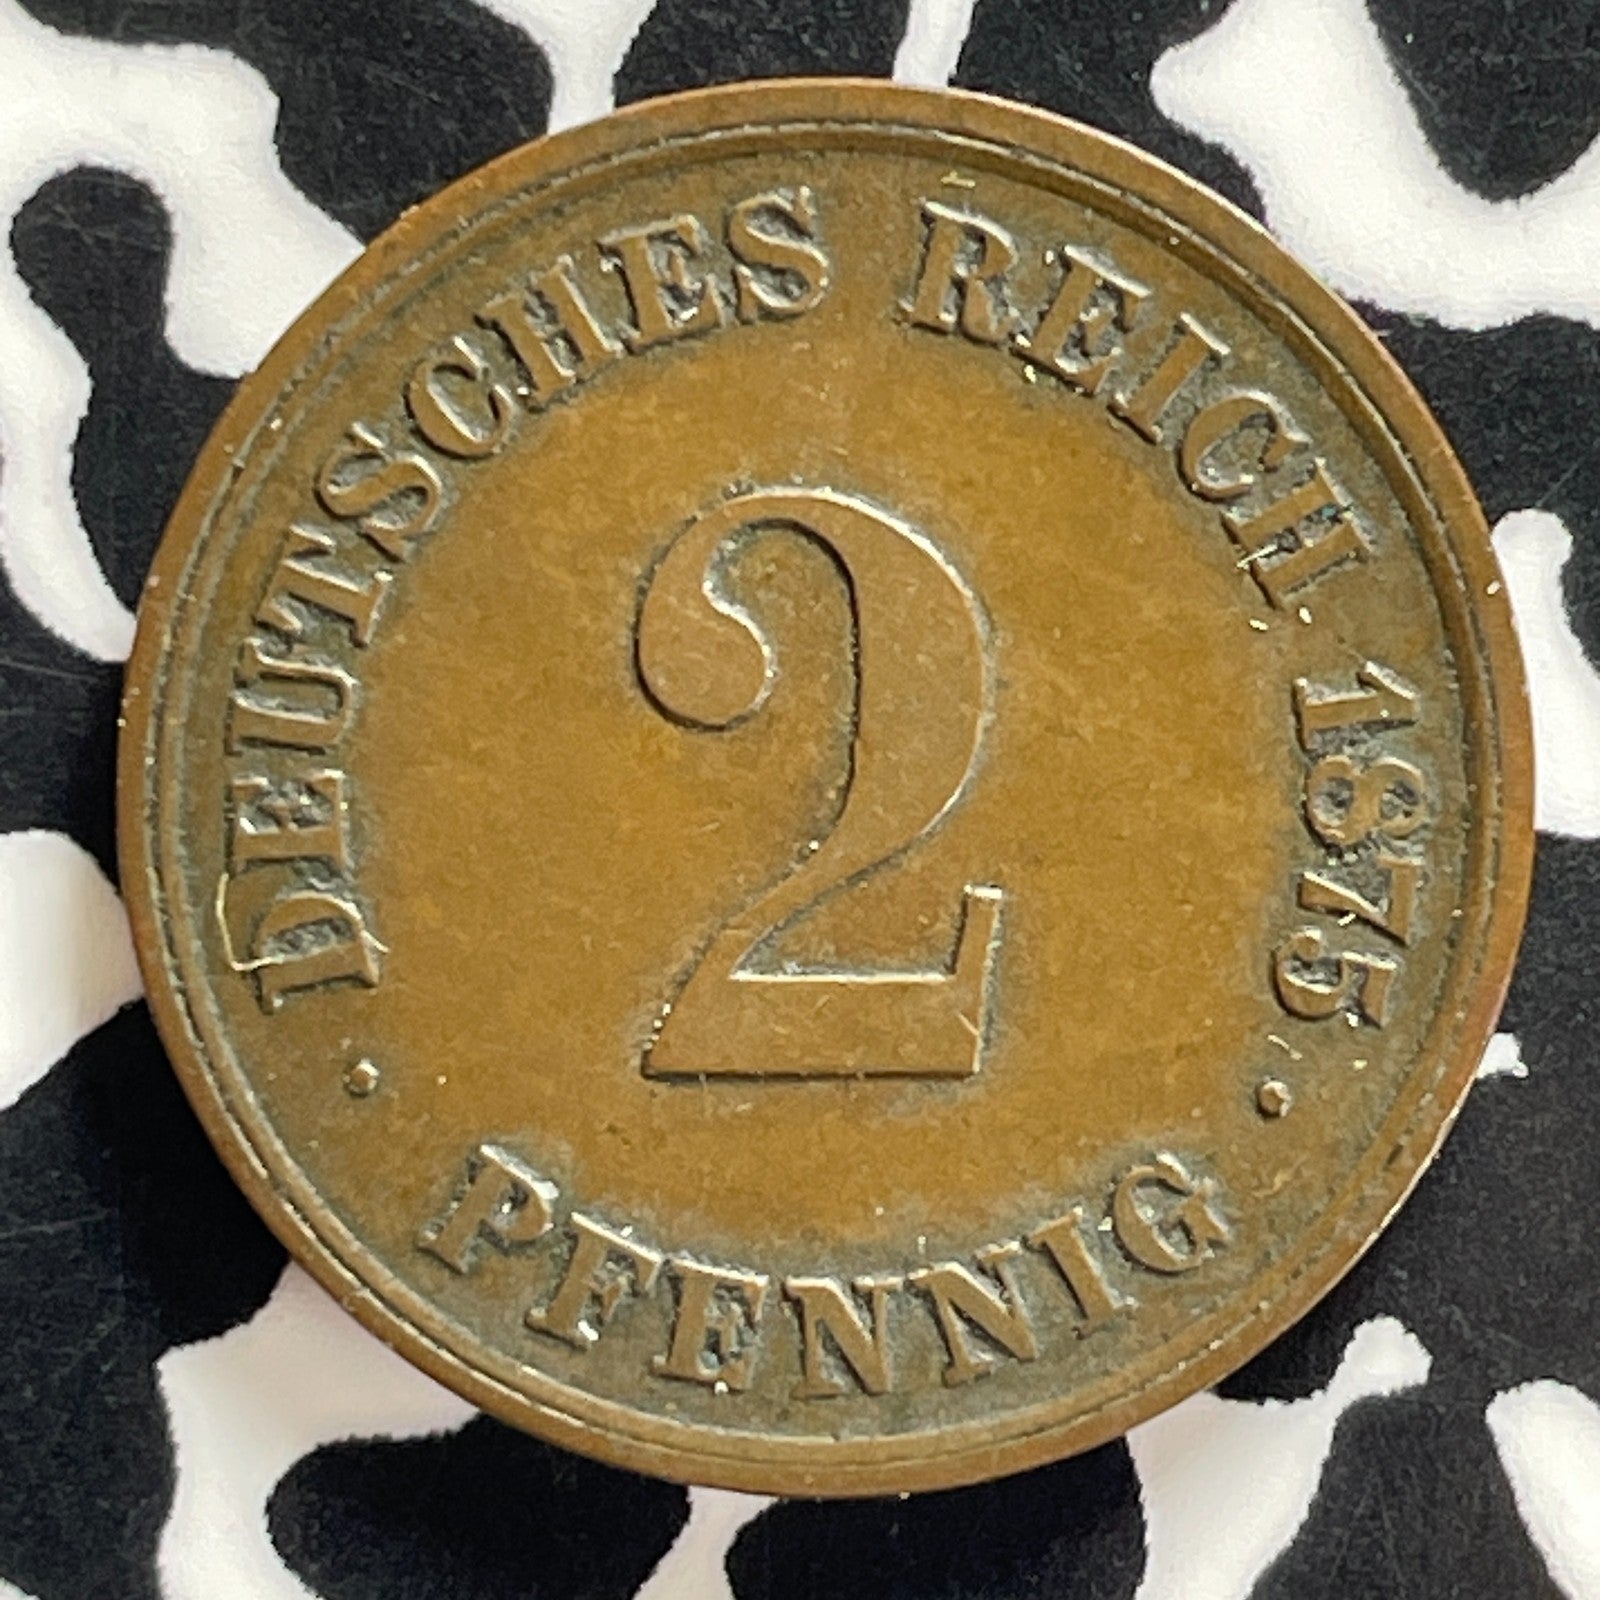 DEUTSCHES REICH 1875
2
· PFENNIG ·